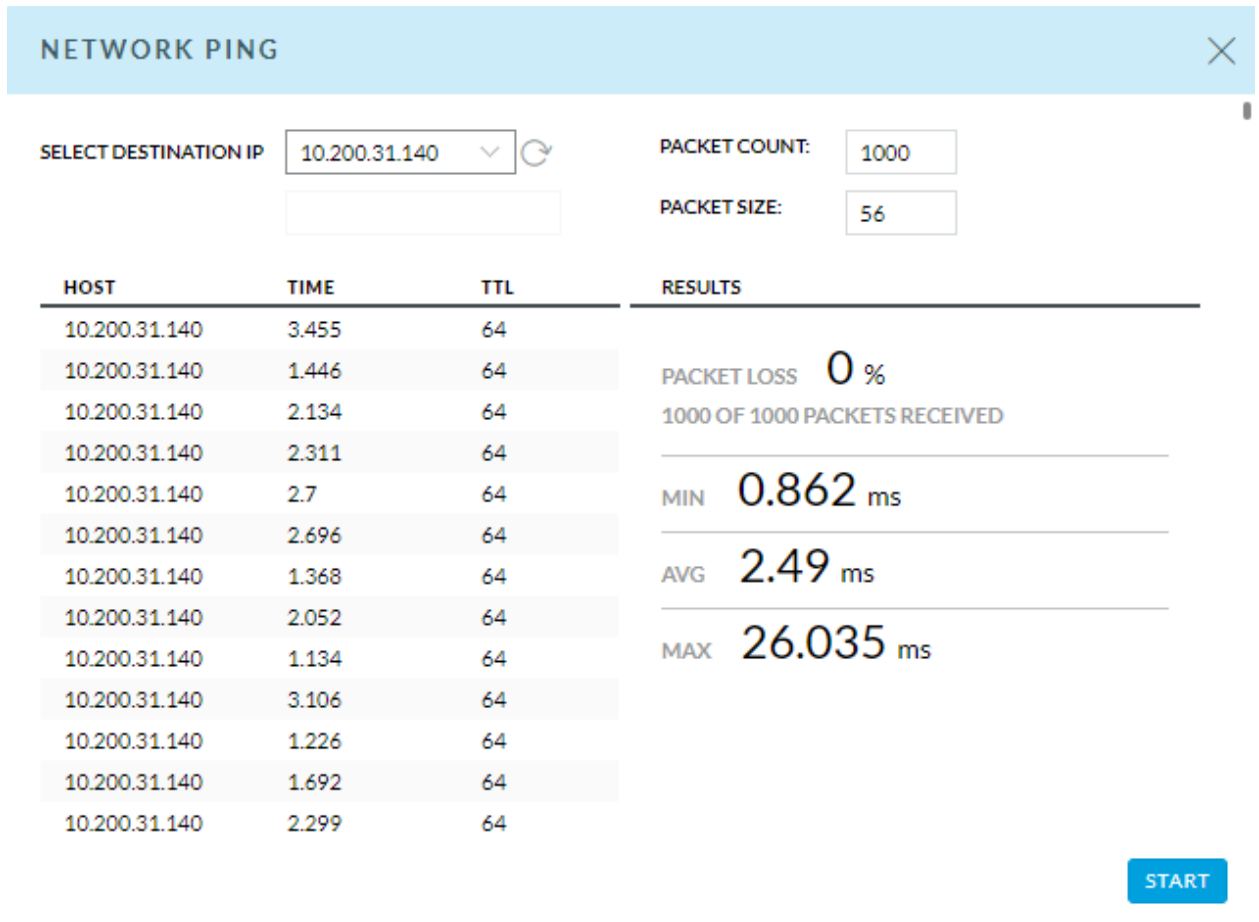 NETWORK PING
SELECT DESTINATION IP 10.200.31.140
PACKET COUNT: 1000
PACKET SIZE: 56
HOST TIME TTL
10.200.31.140 3.455 64
10.200.31.140 1.446 64
10.200.31.140 2.134 64
10.200.31.140 2.311 64
10.200.31.140 2.7 64
10.200.31.140 2.696 64
10.200.31.140 1.368 64
10.200.31.140 2.052 64
10.200.31.140 1.134 64
10.200.31.140 3.106 64
10.200.31.140 1.226 64
10.200.31.140 1.692 64
10.200.31.140 2.299 64
RESULTS
PACKET LOSS 0 %
1000 OF 1000 PACKETS RECEIVED
MIN 0.862 ms
AVG 2.49 ms
MAX 26.035 ms
START